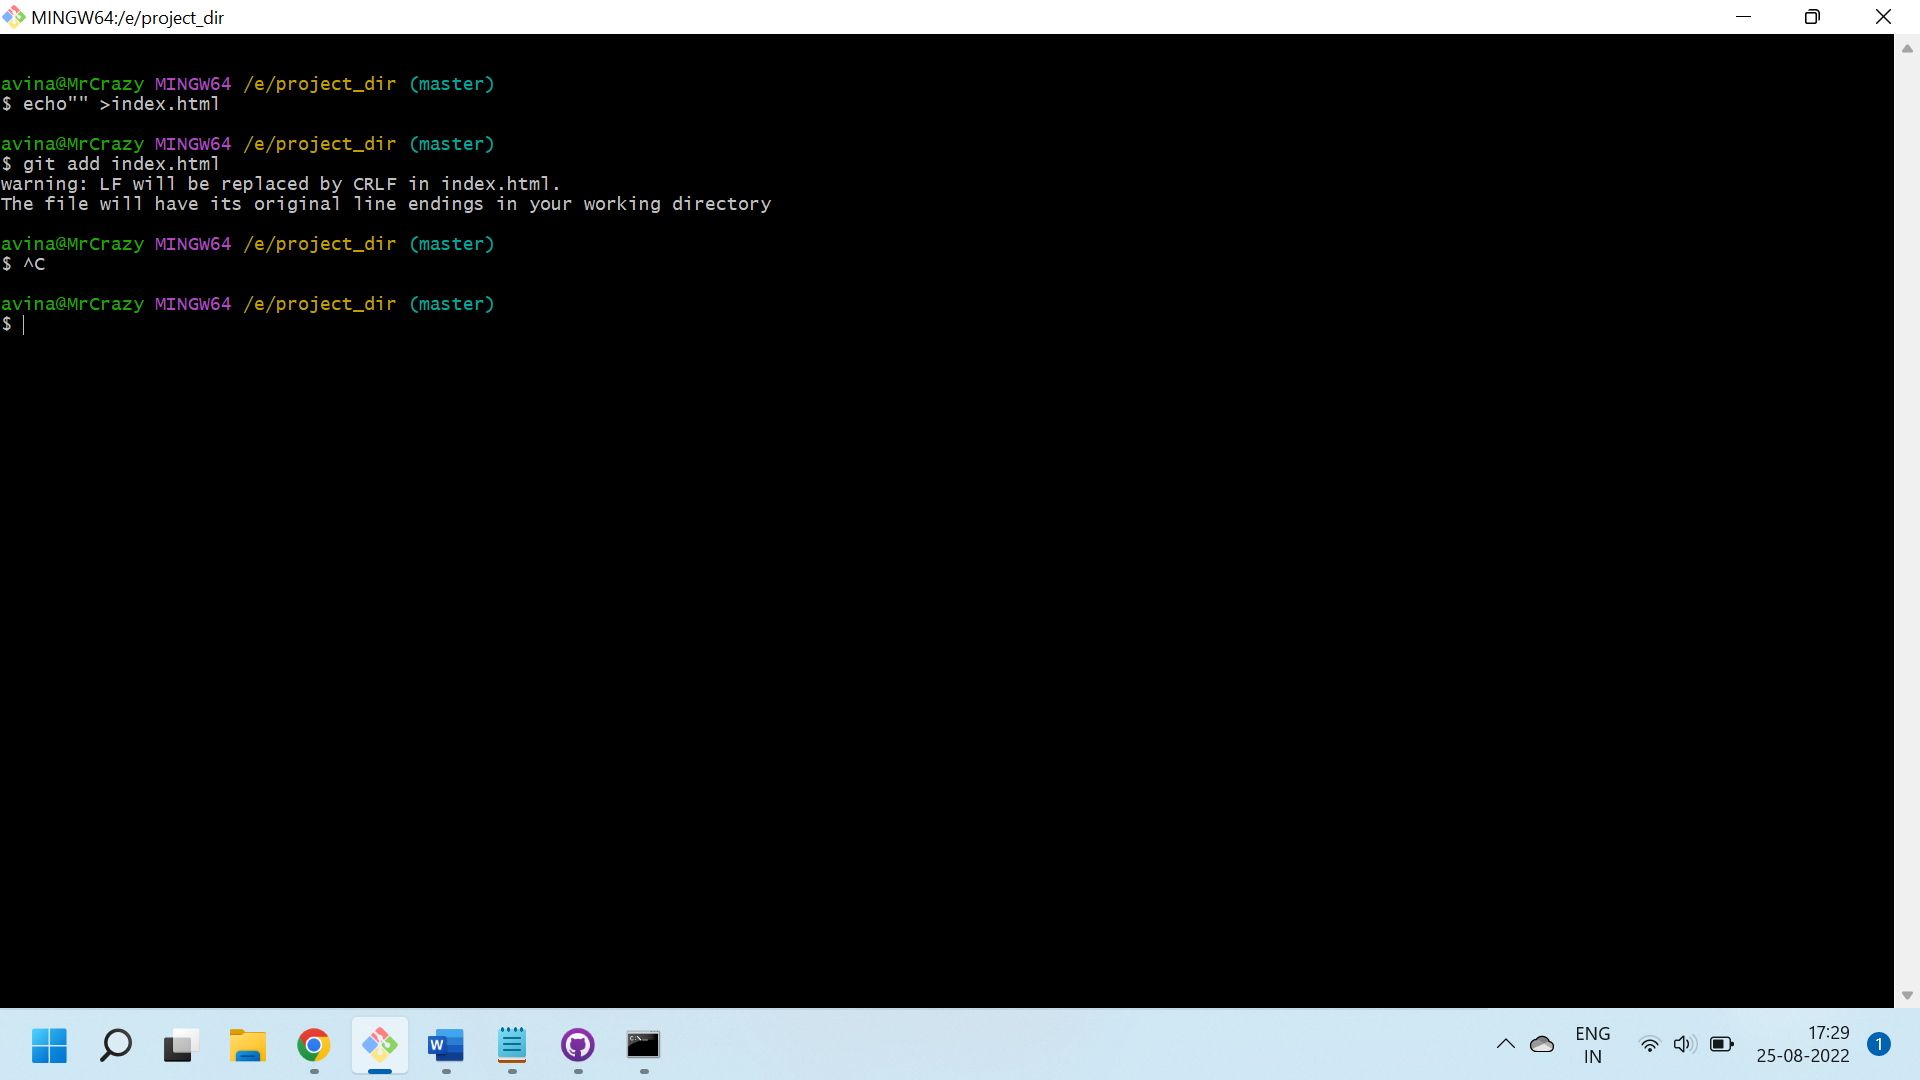 MINGW64:/e/project_dir
avina@MrCrazy MINGW64 /e/project_dir (master)
$ echo"" >index.html
avina@MrCrazy MINGW64 /e/project_dir (master)
$ git add index.html
warning: LF will be replaced by CRLF in index.html.
The file will have its original line endings in your working directory
avina@MrCrazy MINGW64 /e/project_dir (master)
$ ^C
avina@MrCrazy MINGW64 /e/project_dir (master)
$
W
C:\_
ENG
IN
17:29
25-08-2022
1